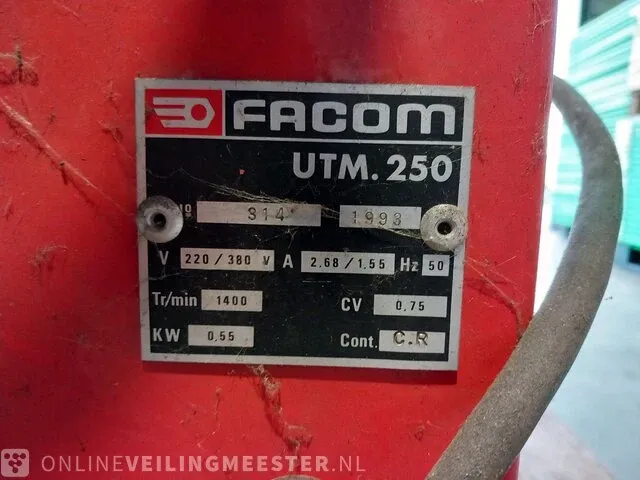 FACOM
UTM. 250
No 314 1993
V 220/380 V A 2.68/1.55 Hz 50
Tr/min 1400 CV 0,75
KW 0,55 Cont. C.R
ONLINEVEILINGMEESTER.NL